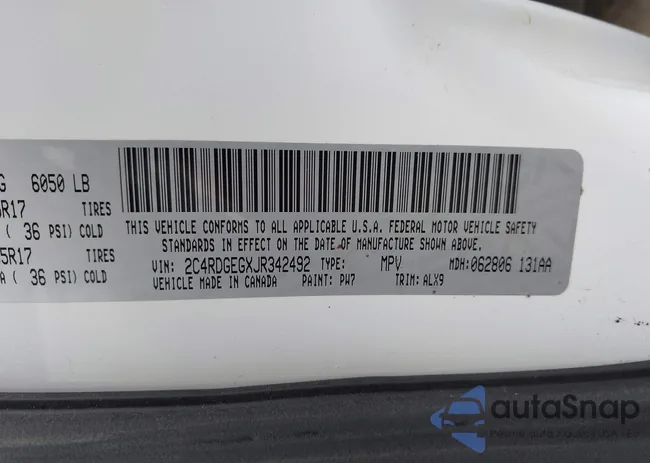 G 6050 LB
R17 TIRES
( 36 PSI) COLD
5R17 TIRES
A ( 36 PSI) COLD
THIS VEHICLE CONFORMS TO ALL APPLICABLE U.S.A. FEDERAL MOTOR VEHICLE SAFETY
STANDARDS IN EFFECT ON THE DATE OF MANUFACTURE SHOWN ABOVE.
VIN: 2C4RDGEGXJR342492 TYPE: MPV MDH: 062806 131AA
VEHICLE MADE IN CANADA PAINT: PW7 TRIM: ALX9
autoSnap